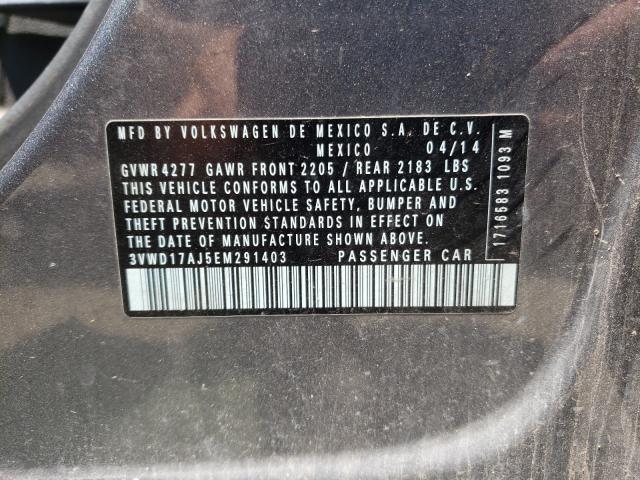 MFD BY VOLKSWAGEN DE MEXICO S.A. DE C.V.
MEXICO 04/14
GVWR 4277 GAWR FRONT 2205 / REAR 2183 LBS
THIS VEHICLE CONFORMS TO ALL APPLICABLE U.S.
FEDERAL MOTOR VEHICLE SAFETY, BUMPER AND
THEFT PREVENTION STANDARDS IN EFFECT ON
THE DATE OF MANUFACTURE SHOWN ABOVE.
3VWD17AJ5EM291403 PASSENGER CAR
1716583 1093 M